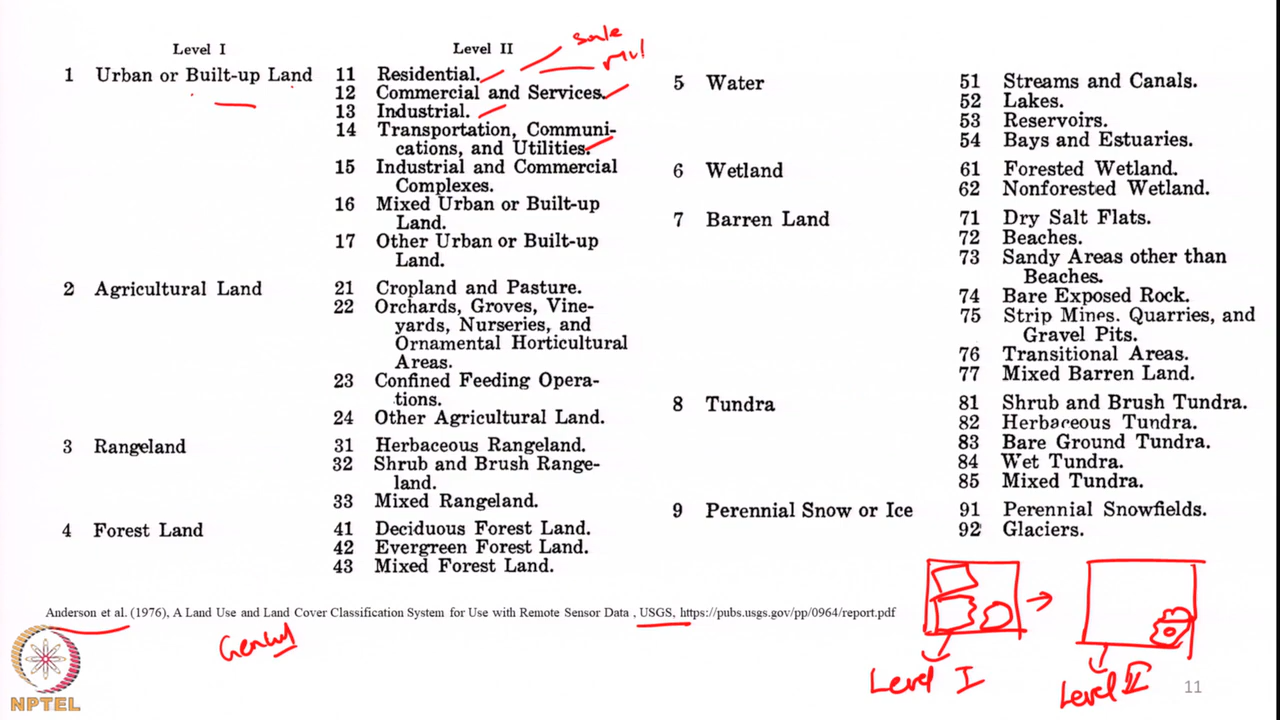 Level I Level II
1 Urban or Built-up Land 11 Residential.
12 Commercial and Services.
13 Industrial.
14 Transportation, Communi-
cations, and Utilities.
15 Industrial and Commercial
Complexes.
16 Mixed Urban or Built-up
Land.
17 Other Urban or Built-up
Land.
2 Agricultural Land 21 Cropland and Pasture.
22 Orchards, Groves, Vine-
yards, Nurseries, and
Ornamental Horticultural
Areas.
23 Confined Feeding Opera-
tions.
24 Other Agricultural Land.
3 Rangeland 31 Herbaceous Rangeland.
32 Shrub and Brush Range-
land.
33 Mixed Rangeland.
4 Forest Land 41 Deciduous Forest Land.
42 Evergreen Forest Land.
43 Mixed Forest Land.
5 Water 51 Streams and Canals.
52 Lakes.
53 Reservoirs.
54 Bays and Estuaries.
6 Wetland 61 Forested Wetland.
62 Nonforested Wetland.
7 Barren Land 71 Dry Salt Flats.
72 Beaches.
73 Sandy Areas other than
Beaches.
74 Bare Exposed Rock.
75 Strip Mines. Quarries, and
Gravel Pits.
76 Transitional Areas.
77 Mixed Barren Land.
8 Tundra 81 Shrub and Brush Tundra.
82 Herbaceous Tundra.
83 Bare Ground Tundra.
84 Wet Tundra.
85 Mixed Tundra.
9 Perennial Snow or Ice 91 Perennial Snowfields.
92 Glaciers.
Anderson et al. (1976), A Land Use and Land Cover Classification System for Use with Remote Sensor Data , USGS, https://pubs.usgs.gov/pp/0964/report.pdf
Level I
Level II
NPTEL
11